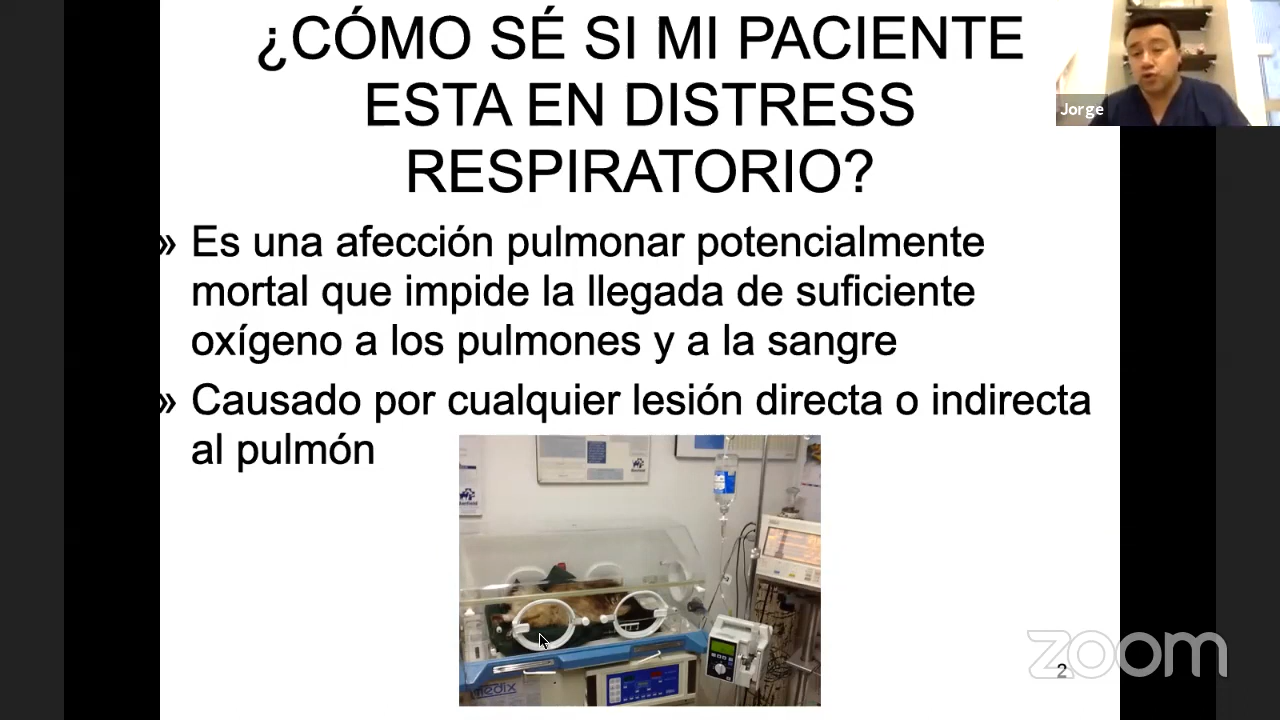 ¿CÓMO SÉ SI MI PACIENTE
ESTA EN DISTRESS
RESPIRATORIO?
Jorge
» Es una afección pulmonar potencialmente
mortal que impide la llegada de suficiente
oxígeno a los pulmones y a la sangre
» Causado por cualquier lesión directa o indirecta
al pulmón
medix
zoom
2